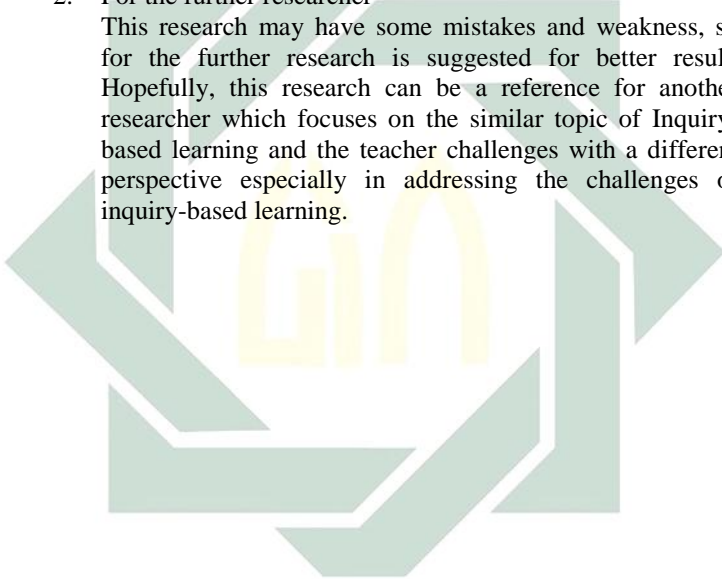 2. For the further researcher
This research may have some mistakes and weakness, s
for the further research is suggested for better resul
Hopefully, this research can be a reference for anothe
researcher which focuses on the similar topic of Inquiry
based learning and the teacher challenges with a differen
perspective especially in addressing the challenges o
inquiry-based learning.